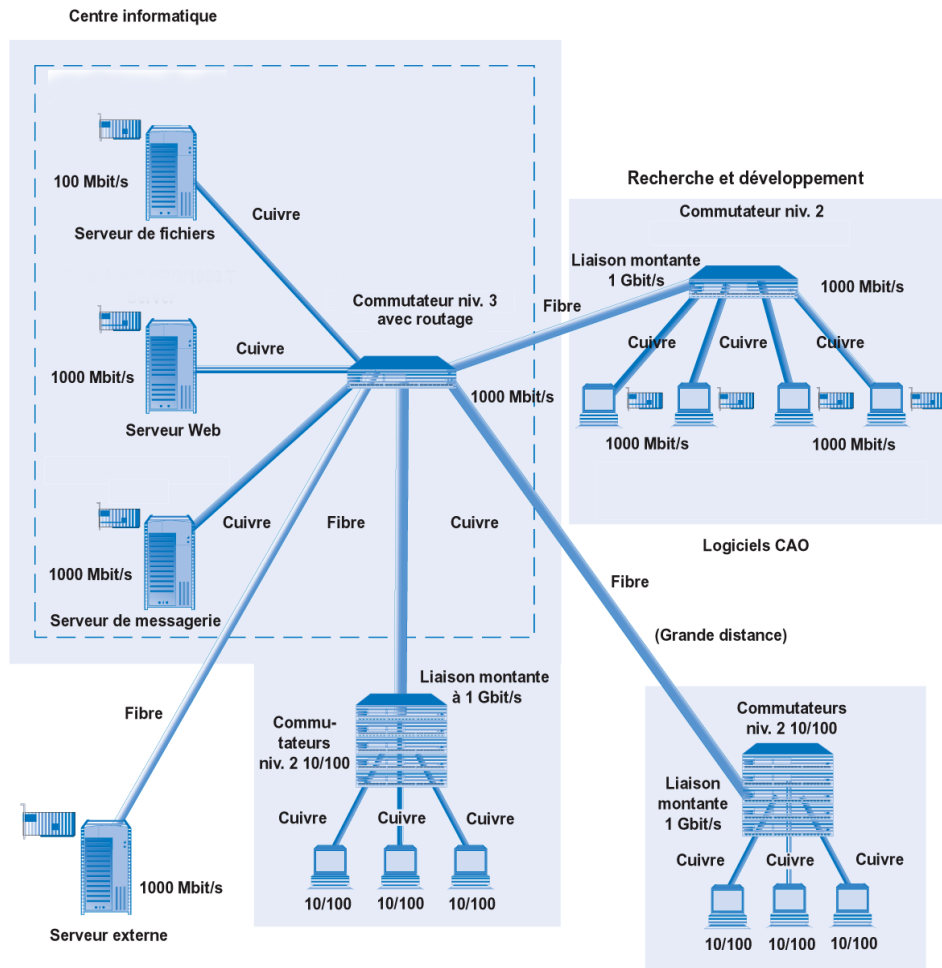 Centre informatique
100 Mbit/s
Serveur de fichiers
Cuivre
1000 Mbit/s
Serveur Web
Cuivre
Commutateur niv. 3
avec routage
1000 Mbit/s
1000 Mbit/s
Serveur de messagerie
Cuivre
Fibre
Cuivre
Recherche et développement
Commutateur niv. 2
Liaison montante
1 Gbit/s
1000 Mbit/s
Fibre
Cuivre
Cuivre
Cuivre
1000 Mbit/s
1000 Mbit/s
Logiciels CAO
Fibre
(Grande distance)
Fibre
1000 Mbit/s
Serveur externe
Liaison montante
à 1 Gbit/s
Commu-
tateurs
niv. 2 10/100
Cuivre
Cuivre
Cuivre
10/100
10/100
10/100
Commutateurs
niv. 2 10/100
Liaison
montante
1 Gbit/s
Cuivre
Cuivre
Cuivre
10/100
10/100
10/100